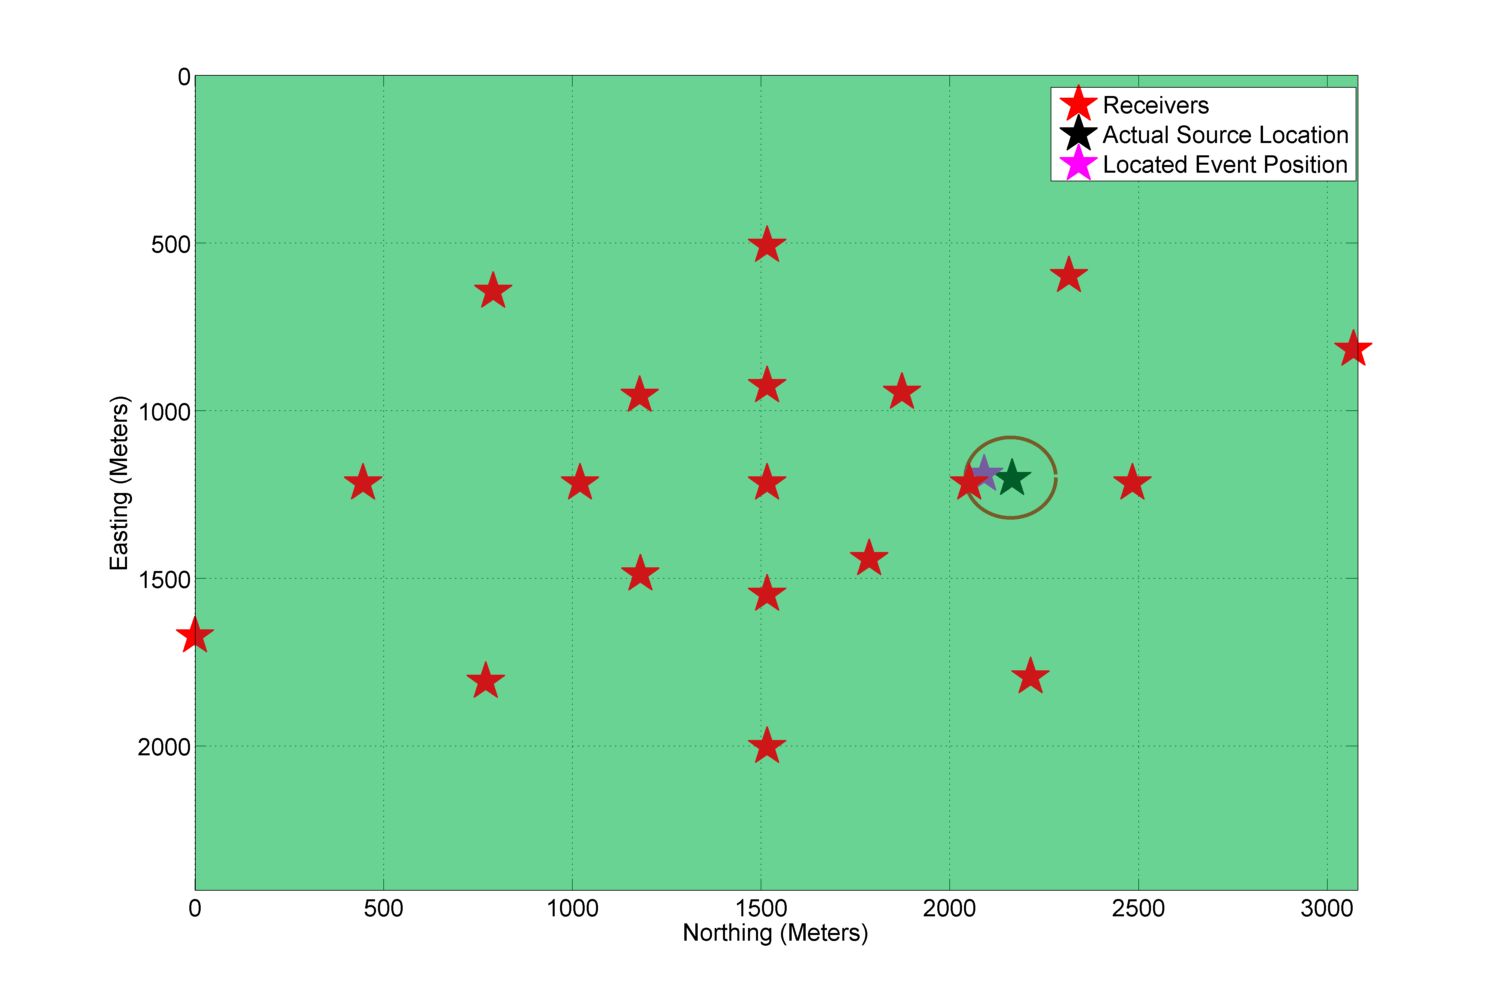 0
Receivers
Actual Source Location
Located Event Position
500
1000
Easting (Meters)
1500
2000
0 500 1000 1500 2000 2500 3000
Northing (Meters)